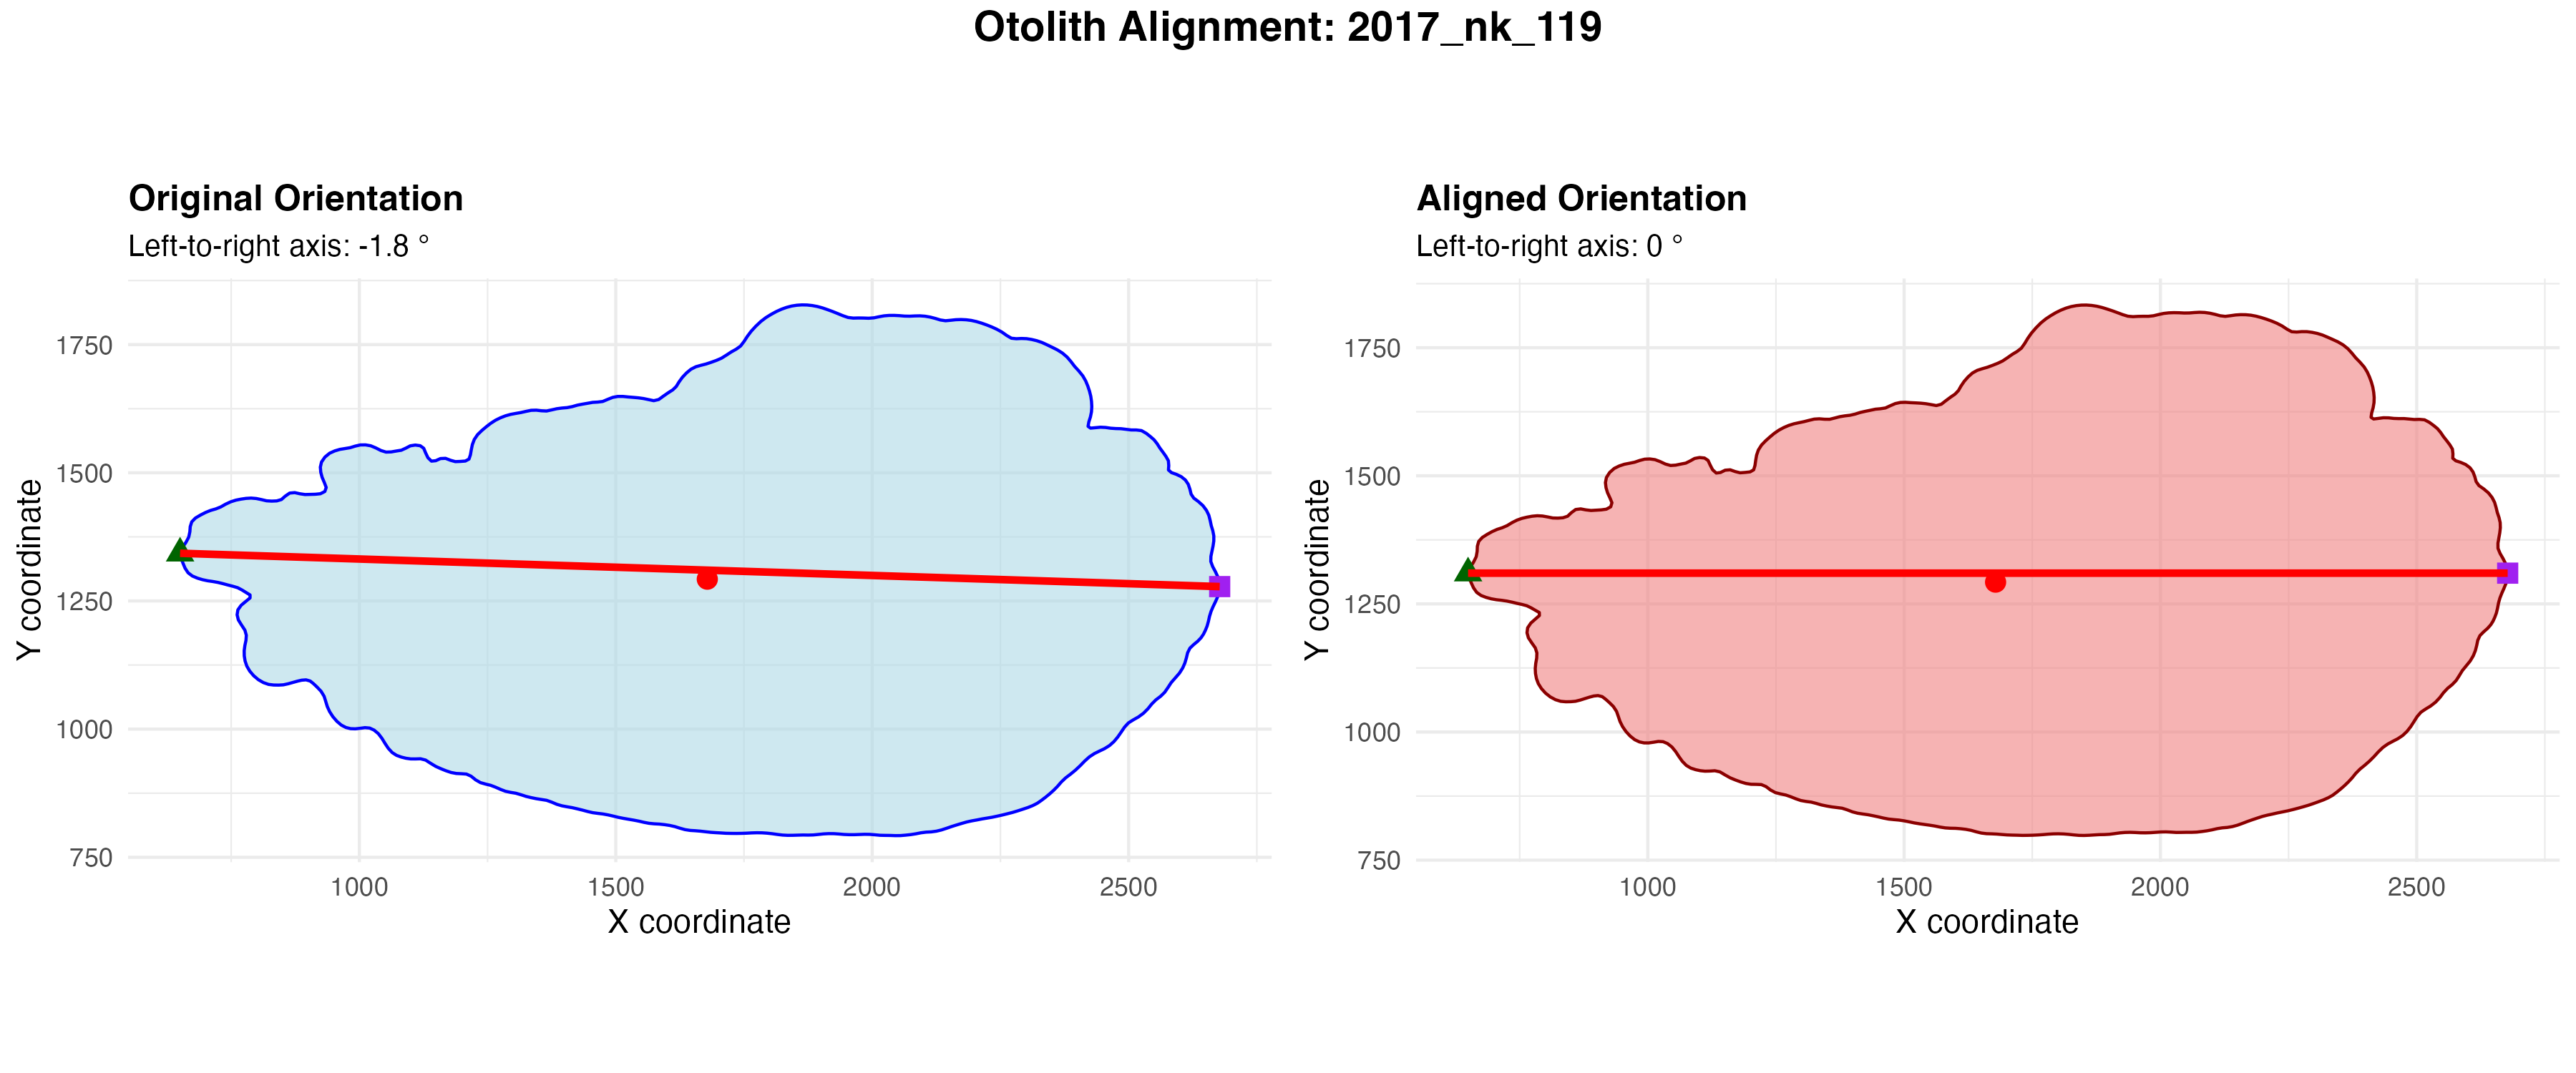 Otolith Alignment: 2017_nk_119
Original Orientation
Left-to-right axis: -1.8 °
Y coordinate
1750
1500
1250
1000
750
1000 1500 2000 2500
X coordinate
Aligned Orientation
Left-to-right axis: 0 °
Y coordinate
1750
1500
1250
1000
750
1000 1500 2000 2500
X coordinate